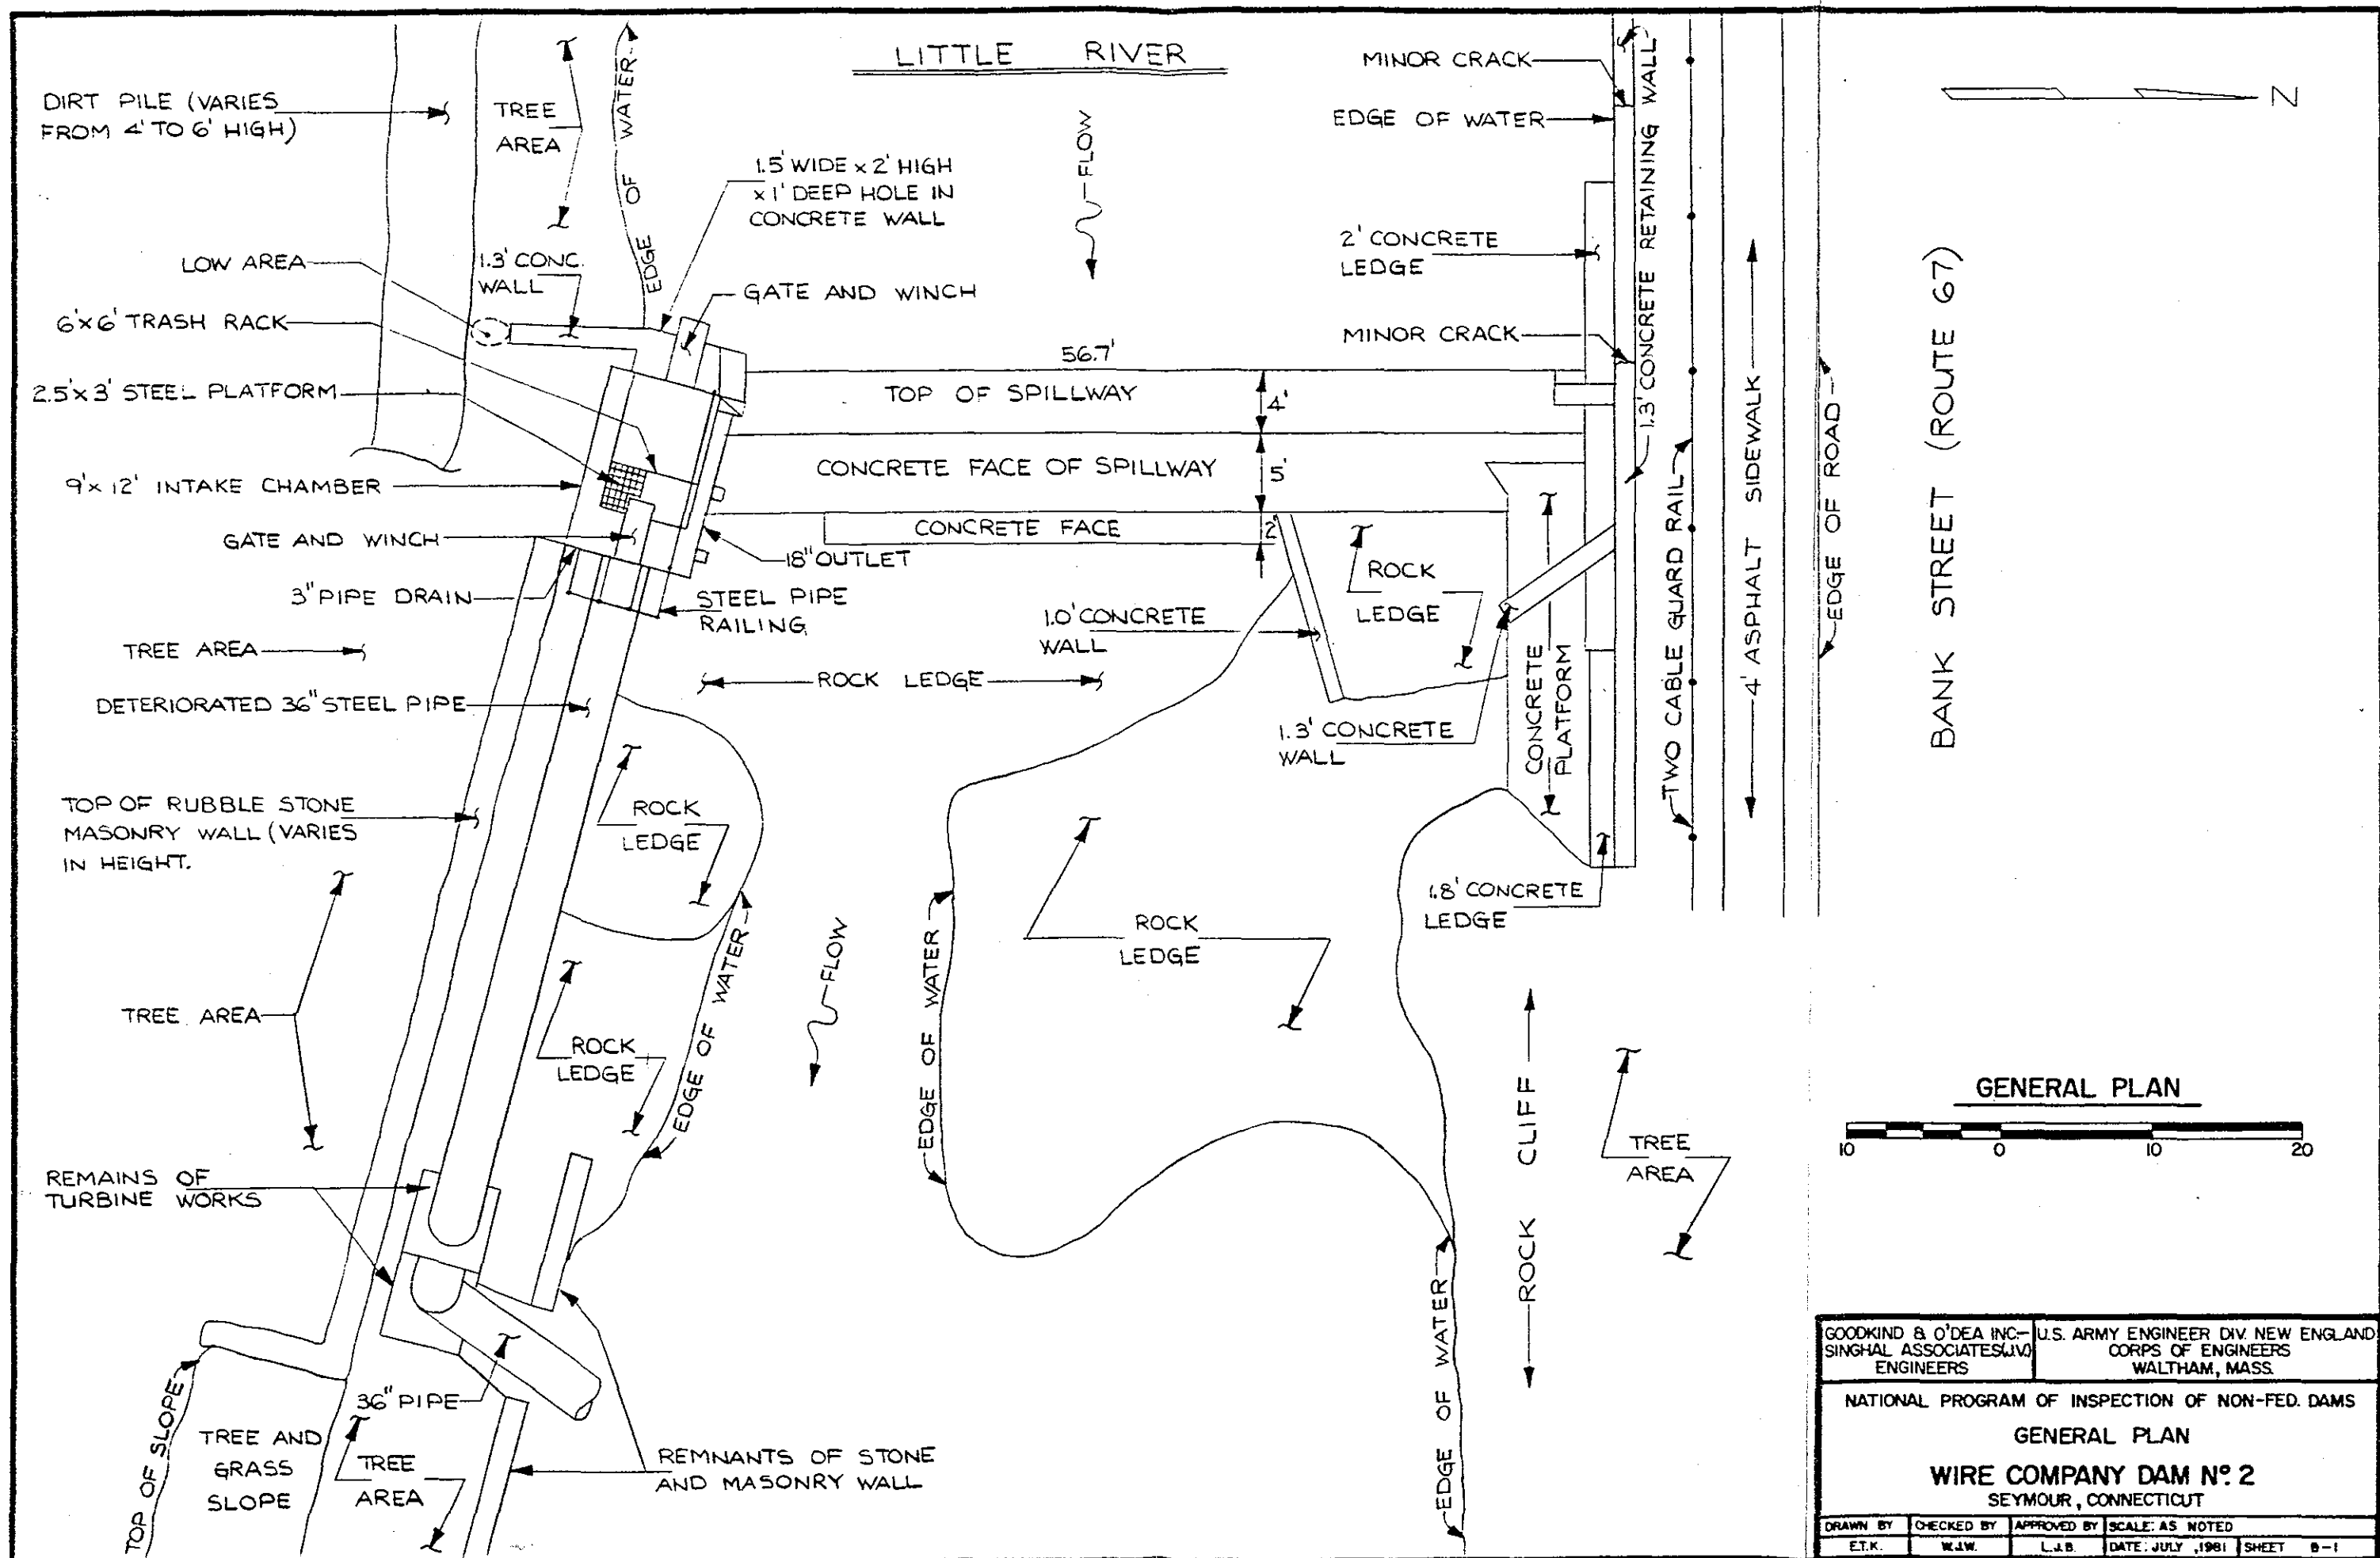 LITTLE RIVER
DIRT PILE (VARIES
FROM 4' TO 6' HIGH)
TREE
AREA
EDGE OF WATER
1.5' WIDE x 2' HIGH
x 1' DEEP HOLE IN
CONCRETE WALL
FLOW
MINOR CRACK
EDGE OF WATER
2' CONCRETE
LEDGE
MINOR CRACK
1.3' CONCRETE RETAINING WALL
N
LOW AREA
1.3' CONC.
WALL
GATE AND WINCH
6'x6' TRASH RACK
2.5'x3' STEEL PLATFORM
56.7'
TOP OF SPILLWAY
4'
CONCRETE FACE OF SPILLWAY
5'
CONCRETE FACE
2'
9'x 12' INTAKE CHAMBER
GATE AND WINCH
18" OUTLET
3" PIPE DRAIN
STEEL PIPE
RAILING
TREE AREA
ROCK LEDGE
DETERIORATED 36" STEEL PIPE
1.0' CONCRETE
WALL
ROCK
LEDGE
1.3' CONCRETE
WALL
CONCRETE
PLATFORM
TWO CABLE GUARD RAIL
4' ASPHALT SIDEWALK
EDGE OF ROAD
BANK STREET (ROUTE 67)
TOP OF RUBBLE STONE
MASONRY WALL (VARIES
IN HEIGHT.
ROCK
LEDGE
1.8' CONCRETE
LEDGE
ROCK
LEDGE
FLOW
EDGE OF WATER
EDGE OF WATER
TREE AREA
ROCK
LEDGE
ROCK CLIFF
TREE
AREA
GENERAL PLAN
10 0 10 20
REMAINS OF
TURBINE WORKS
EDGE OF WATER
36" PIPE
TOP OF SLOPE
TREE AND
GRASS
SLOPE
TREE
AREA
REMNANTS OF STONE
AND MASONRY WALL
GOODKIND & O'DEA INC.-
SINGHAL ASSOCIATES(J.V.)
ENGINEERS
U.S. ARMY ENGINEER DIV. NEW ENGLAND
CORPS OF ENGINEERS
WALTHAM, MASS.
NATIONAL PROGRAM OF INSPECTION OF NON-FED. DAMS
GENERAL PLAN
WIRE COMPANY DAM Nº. 2
SEYMOUR, CONNECTICUT
DRAWN BY CHECKED BY APPROVED BY SCALE: AS NOTED
E.T.K. W.J.W. L.J.B. DATE: JULY ,1981 SHEET B-1